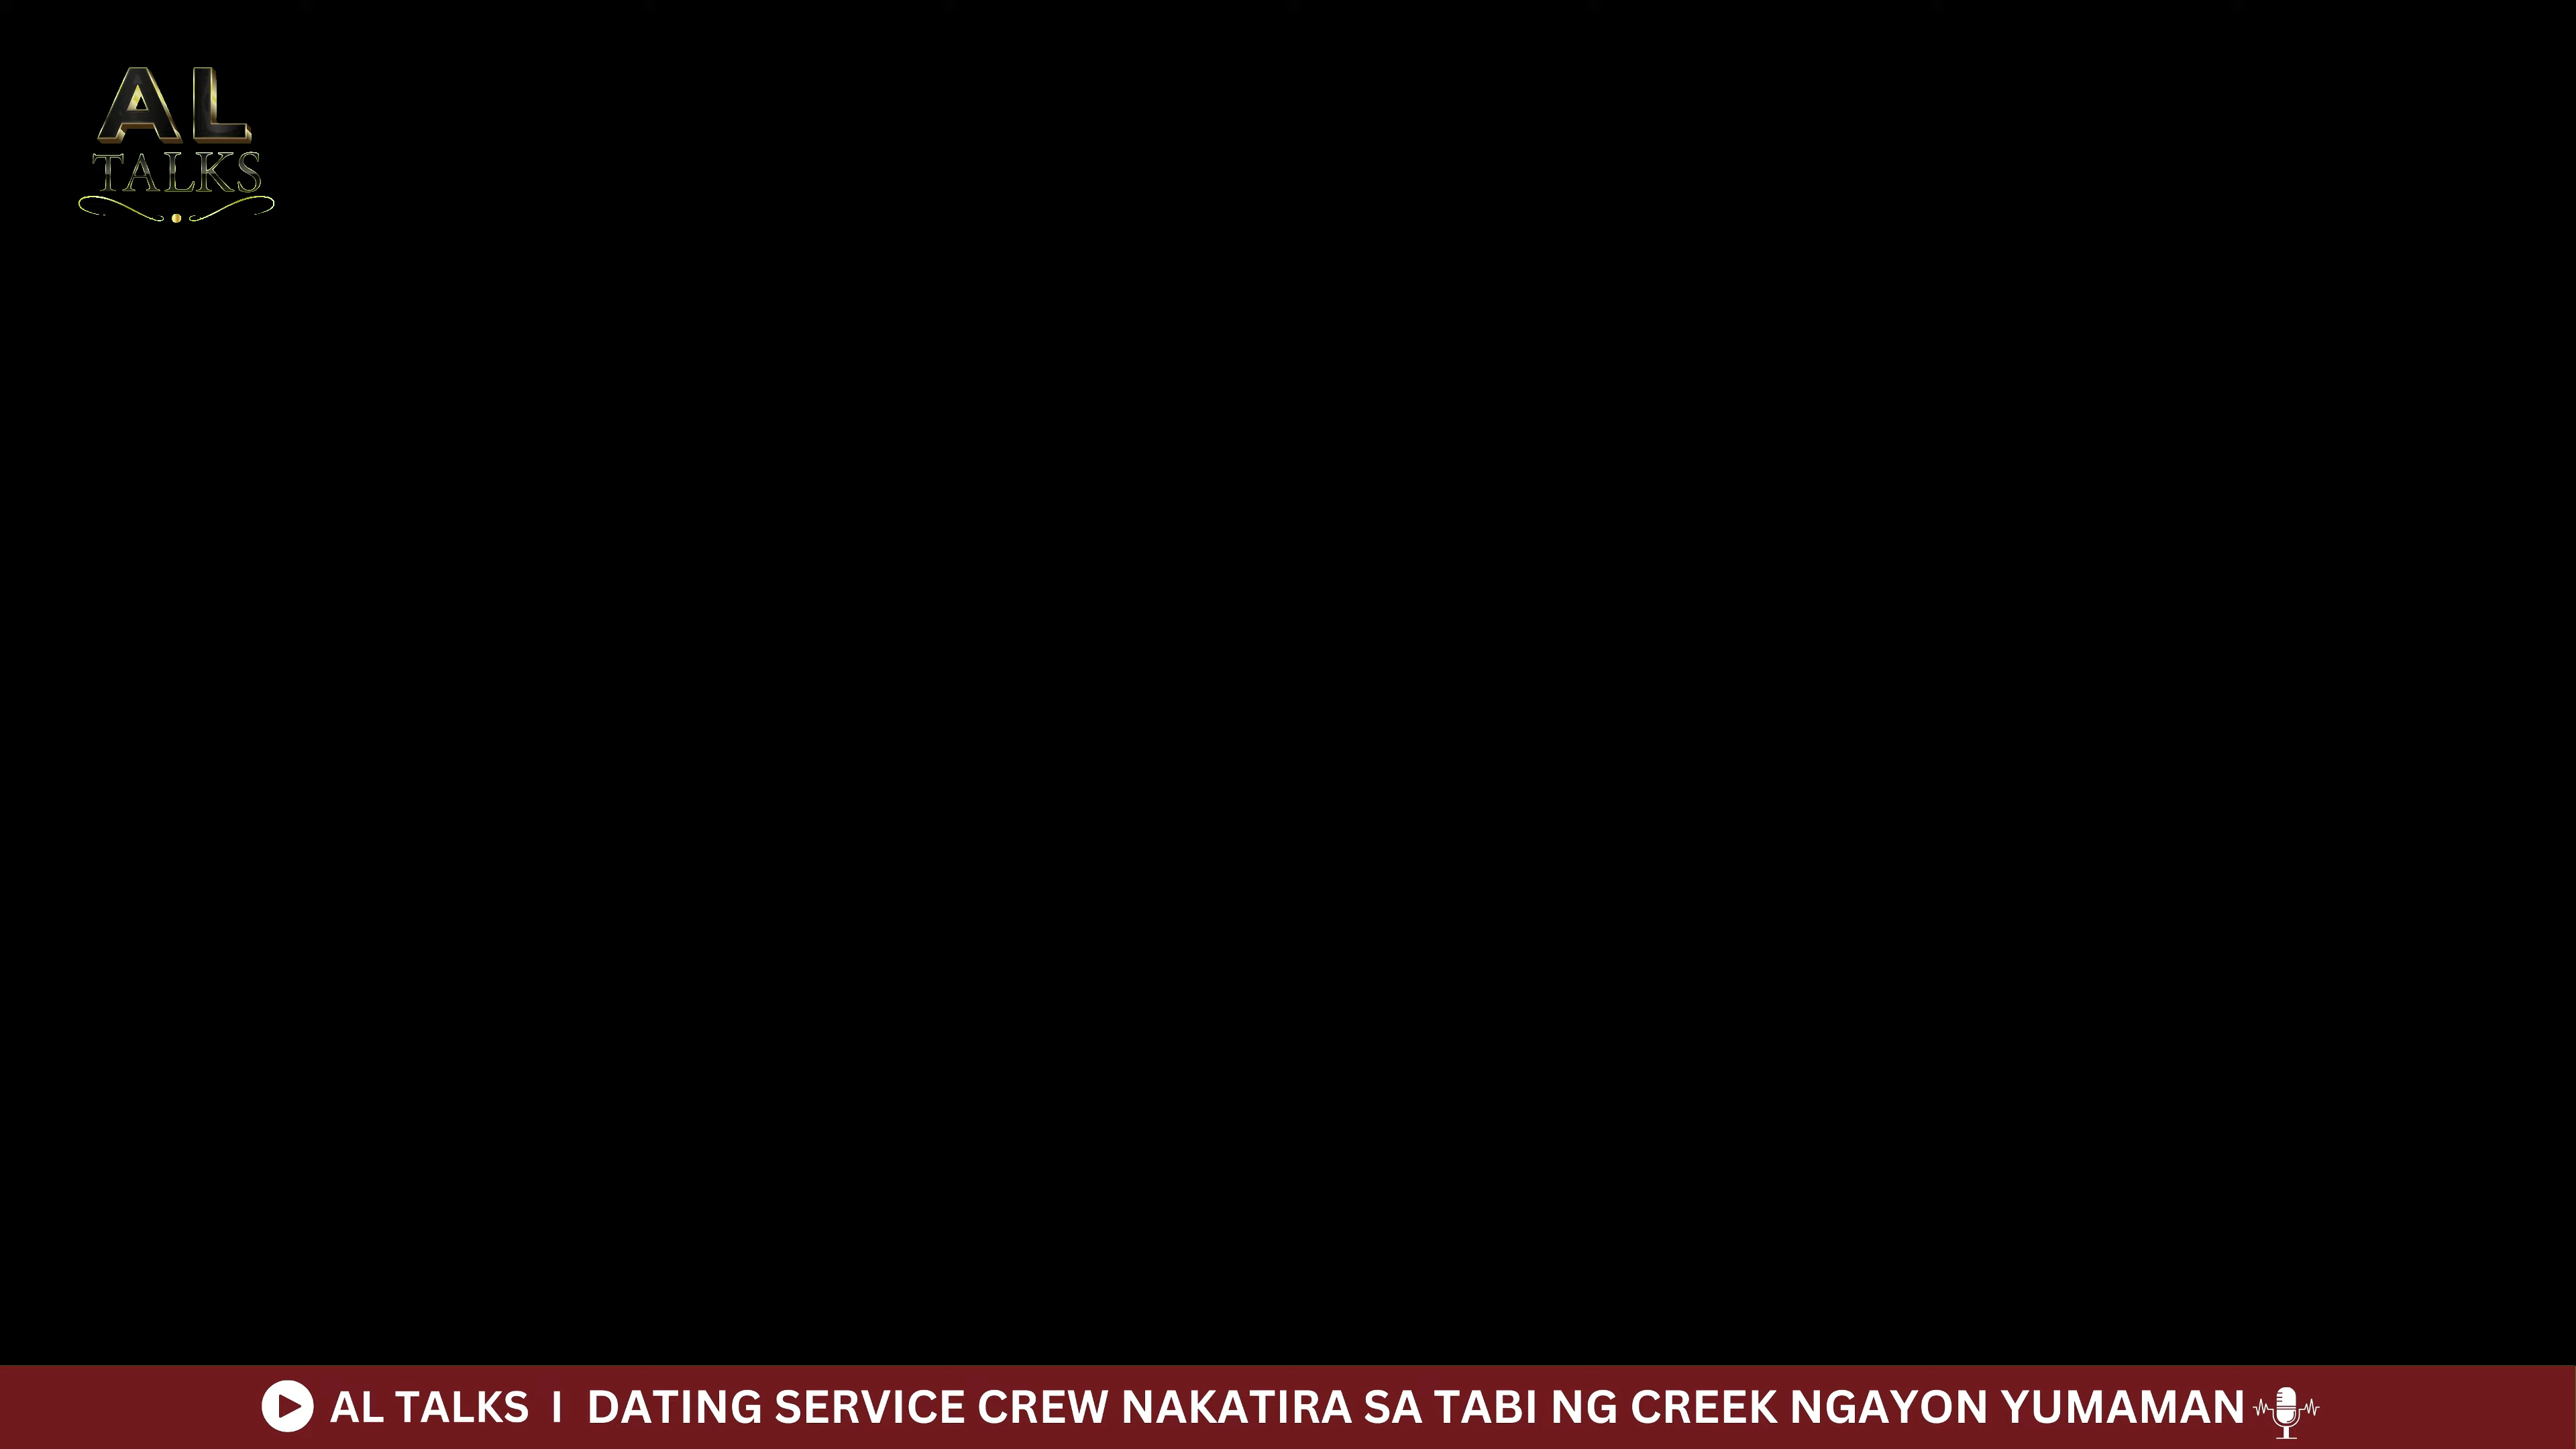 AL
TALKS
AL TALKS I DATING SERVICE CREW NAKATIRA SA TABI NG CREEK NGAYON YUMAMAN